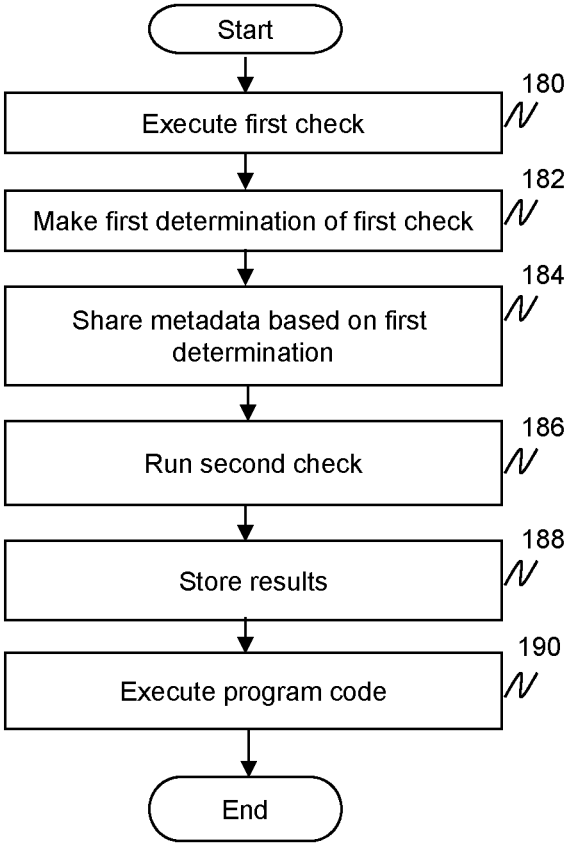 Start
180
Execute first check
182
Make first determination of first check
184
Share metadata based on first
determination
186
Run second check
188
Store results
190
Execute program code
End